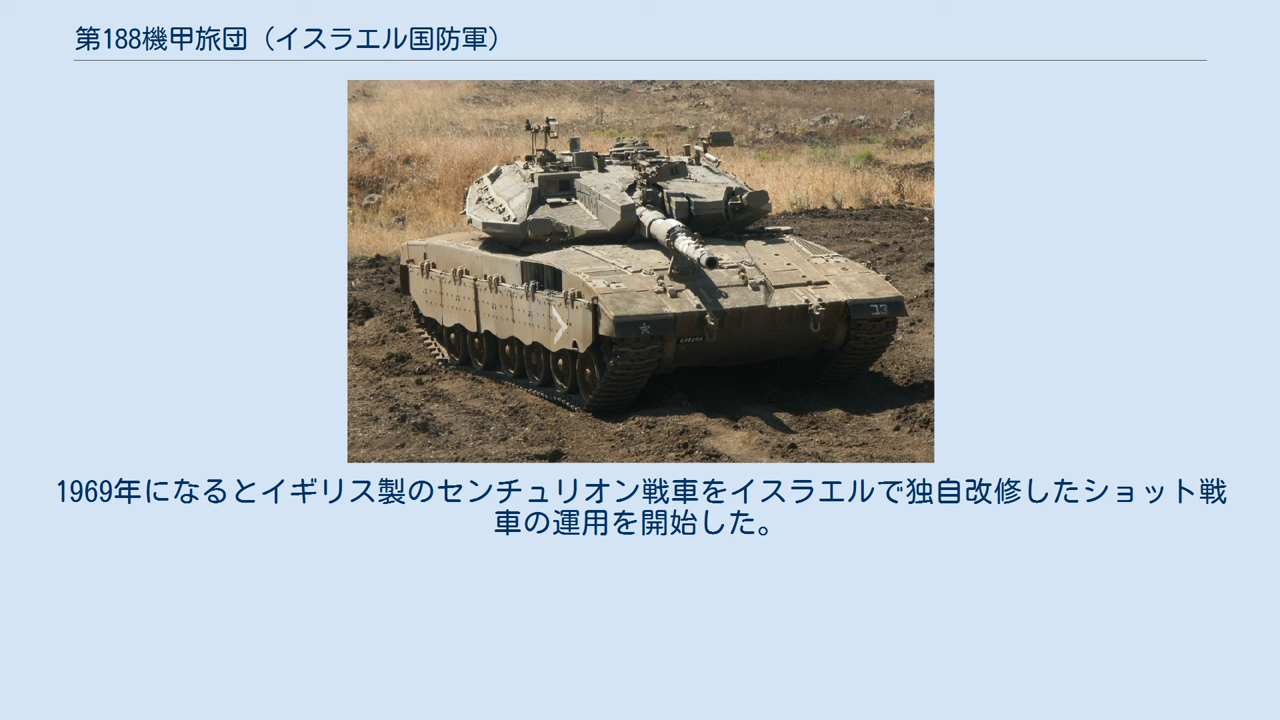 第188機甲旅団（イスラエル国防軍）
1969年になるとイギリス製のセンチュリオン戦車をイスラエルで独自改修したショット戦
車の運用を開始した。